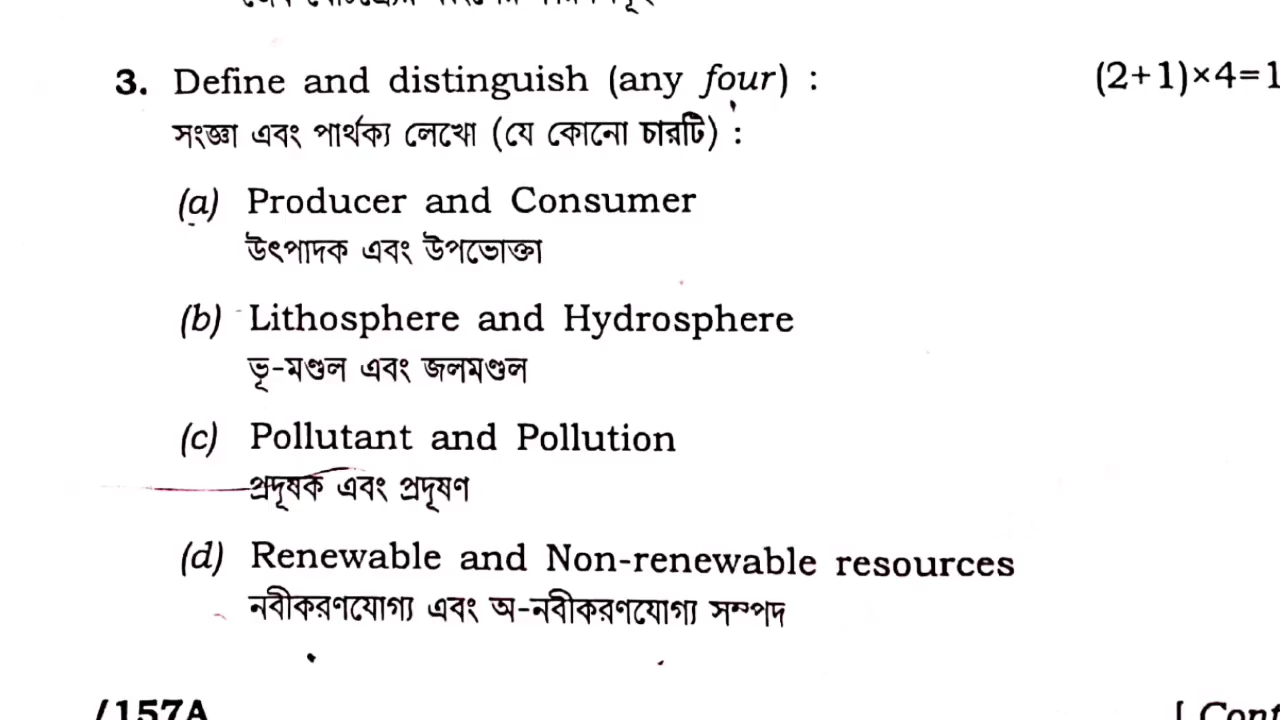 3. Define and distinguish (any four) : (2+1)×4=1
সংজ্ঞা এবং পার্থক্য লেখো (যে কোনো চারটি) :
(a) Producer and Consumer
উৎপাদক এবং উপভোক্তা
(b) Lithosphere and Hydrosphere
ভূ-মণ্ডল এবং জলমণ্ডল
(c) Pollutant and Pollution
প্রদূষক এবং প্রদূষণ
(d) Renewable and Non-renewable resources
নবীকরণযোগ্য এবং অ-নবীকরণযোগ্য সম্পদ
/157A [ Cont